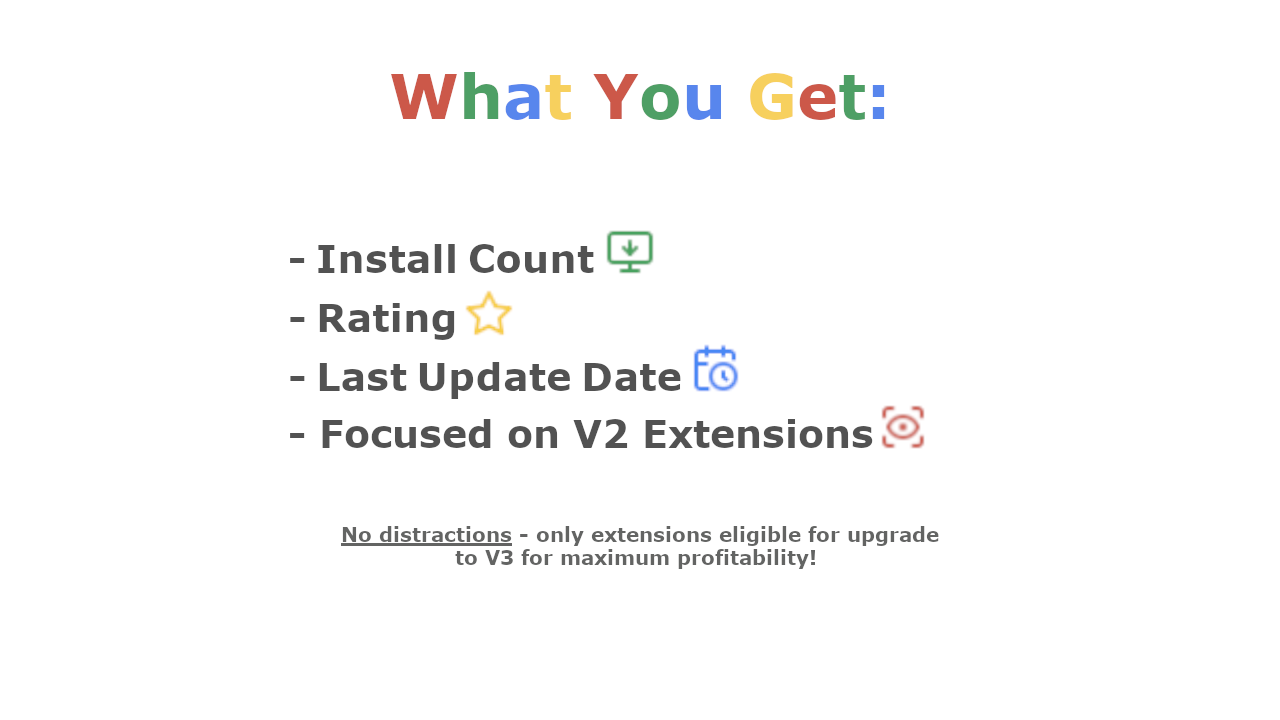 What You Get:
- Install Count
- Rating
- Last Update Date
- Focused on V2 Extensions
No distractions - only extensions eligible for upgrade
to V3 for maximum profitability!